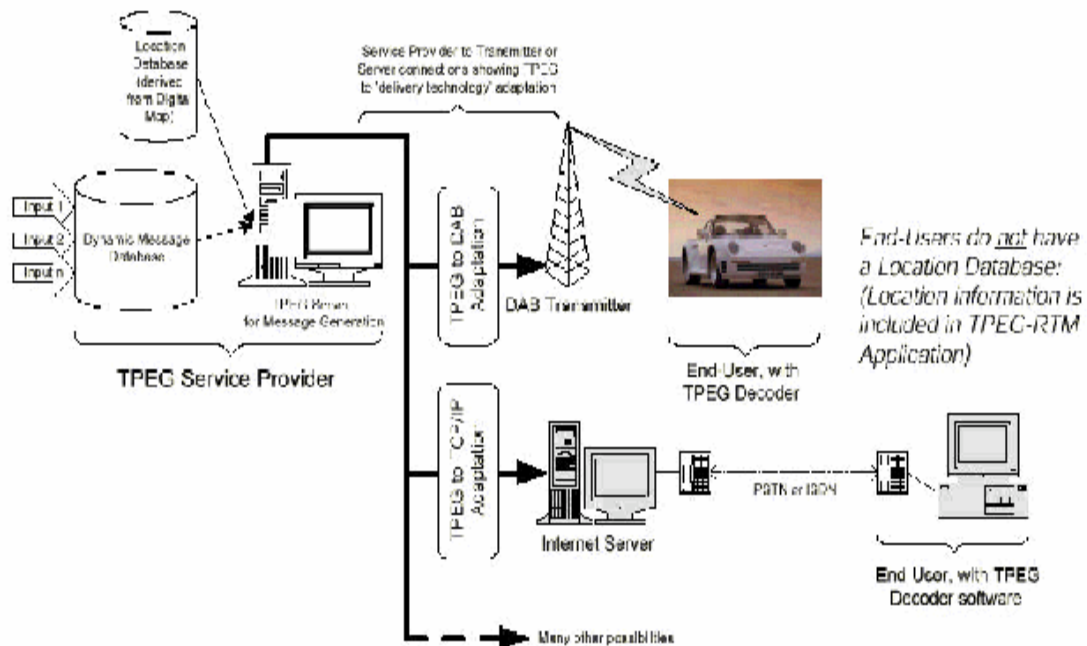 Location
Database
(derived
from Digital
Map)
Service Provider to Transmitter or
Server connections showing TPEG
to 'delivery technology' adaptation
Input 1
Input 2
Input n
Dynamic Message
Database
TPEG Server
for Message Generation
TPEG Service Provider
TPEG to DAB
Adaptation
DAB Transmitter
End-User, with
TPEG Decoder
End-Users do not have
a Location Database:
(Location Information is
included in TPEG-RTM
Application)
TPEG to TCP/IP
Adaptation
Internet Server
PSTN or ISDN
End User, with TPEG
Decoder software
Many other possibilities